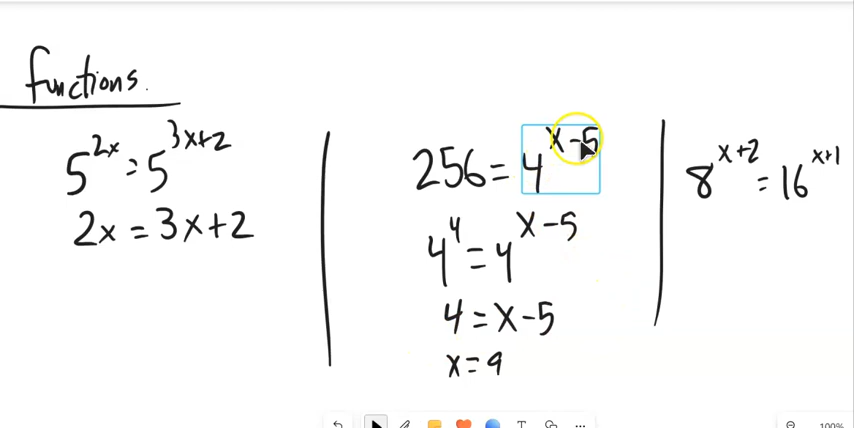 functions.
5^{2x} = 5^{3x+2}
2x = 3x+2
256 = 4^{x-5}
4^4 = 4^{x-5}
4 = x-5
x = 9
8^{x+2} = 16^{x+1}
T
100%